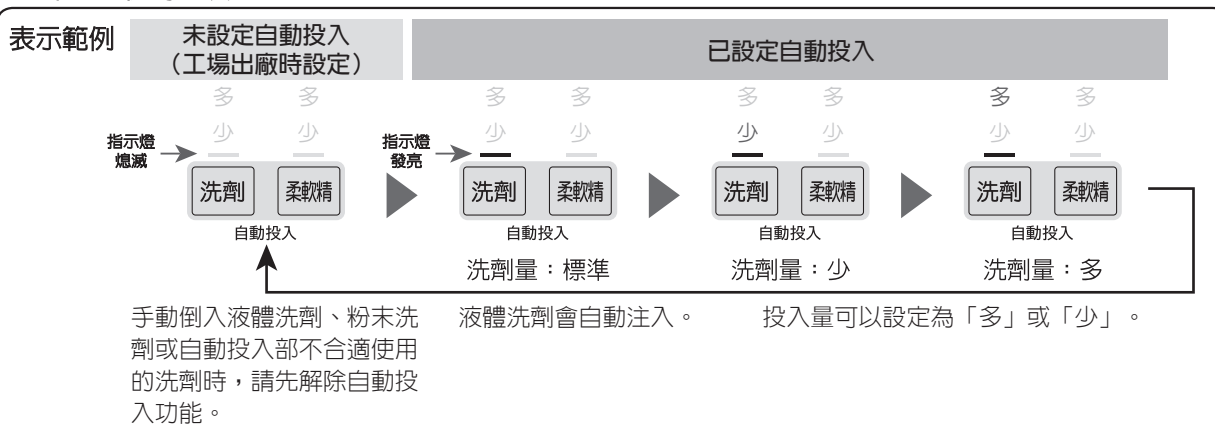 表示範例
未設定自動投入
（工場出廠時設定）
已設定自動投入
多 多
少 少
指示燈
熄滅
洗劑 柔軟精
自動投入
多 多
少 少
指示燈
發亮
洗劑 柔軟精
自動投入
洗劑量：標準
多 多
少 少
洗劑 柔軟精
自動投入
洗劑量：少
多 多
少 少
洗劑 柔軟精
自動投入
洗劑量：多
手動倒入液體洗劑、粉末洗
劑或自動投入部不合適使用
的洗劑時，請先解除自動投
入功能。
液體洗劑會自動注入。
投入量可以設定為「多」或「少」。